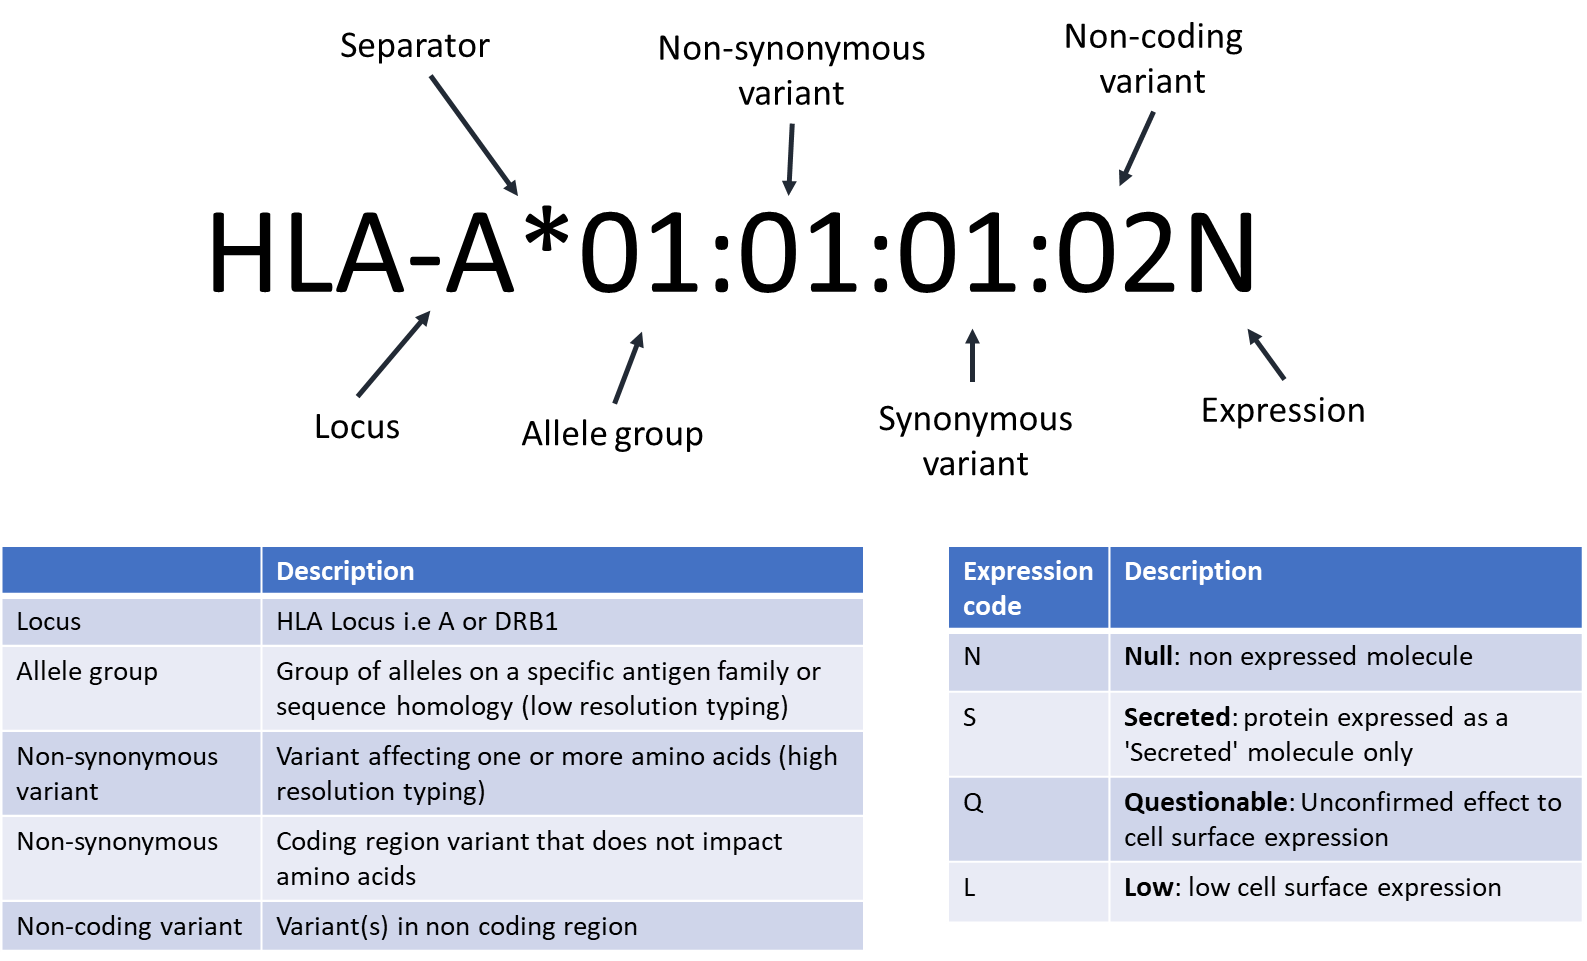 Separator
Non-synonymous
variant
Non-coding
variant
HLA-A*01:01:01:02N
Locus
Allele group
Synonymous
variant
Expression
Description
Locus
HLA Locus i.e A or DRB1
Allele group
Group of alleles on a specific antigen family or
sequence homology (low resolution typing)
Non-synonymous
variant
Variant affecting one or more amino acids (high
resolution typing)
Non-synonymous
Coding region variant that does not impact
amino acids
Non-coding variant
Variant(s) in non coding region
Expression
code
Description
N
Null: non expressed molecule
S
Secreted: protein expressed as a
'Secreted' molecule only
Q
Questionable: Unconfirmed effect to
cell surface expression
L
Low: low cell surface expression